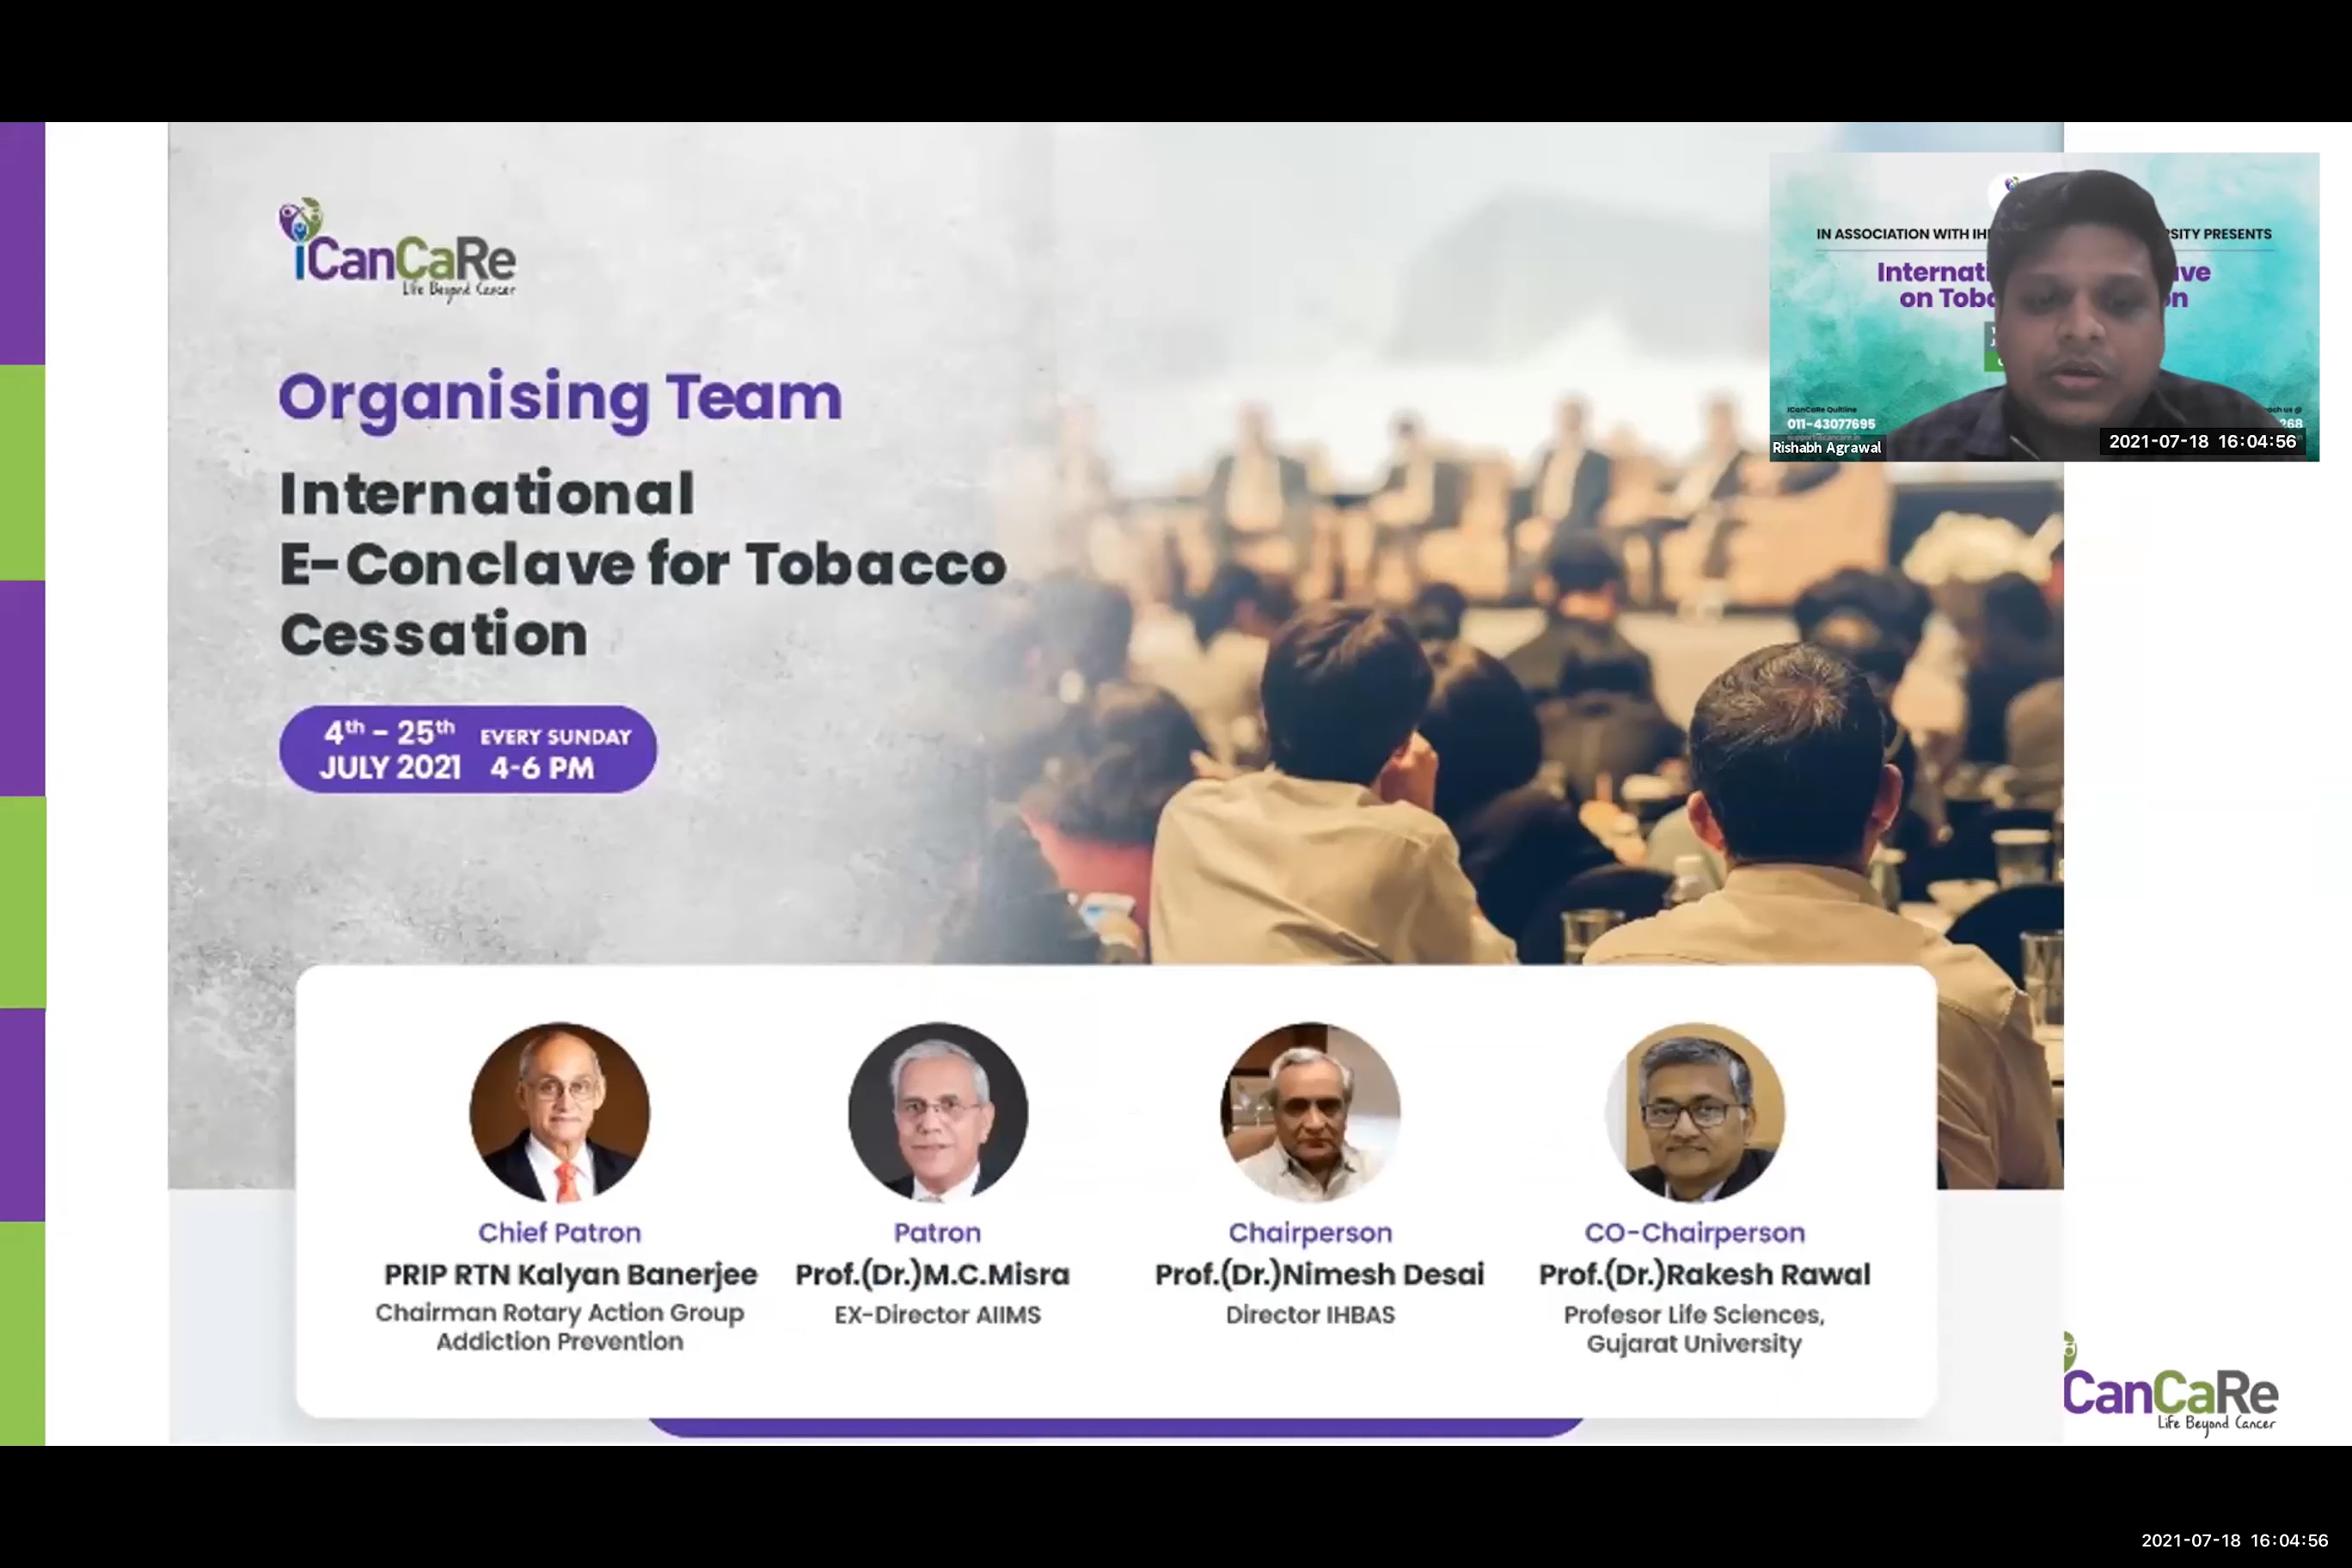 iCanCaRe
Life Beyond Cancer
Organising Team
International
E-Conclave for Tobacco
Cessation
4th - 25th EVERY SUNDAY
JULY 2021 4-6 PM
IN ASSOCIATION WITH SITY PRESENTS
Internati ve
on Toba n
iCanCaRe Quitline
011-43077695
268
Rishabh Agrawal
2021-07-18 16:04:56
Chief Patron
PRIP RTN Kalyan Banerjee
Chairman Rotary Action Group
Addiction Prevention
Patron
Prof.(Dr.)M.C.Misra
EX-Director AIIMS
Chairperson
Prof.(Dr.)Nimesh Desai
Director IHBAS
CO-Chairperson
Prof.(Dr.)Rakesh Rawal
Profesor Life Sciences,
Gujarat University
CanCaRe
Life Beyond Cancer
2021-07-18 16:04:56